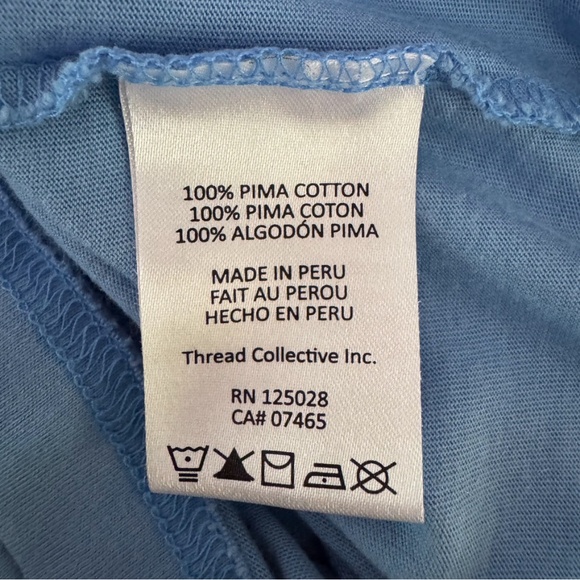 100% PIMA COTTON
100% PIMA COTON
100% ALGODÓN PIMA
MADE IN PERU
FAIT AU PEROU
HECHO EN PERU
Thread Collective Inc.
RN 125028
CA# 07465